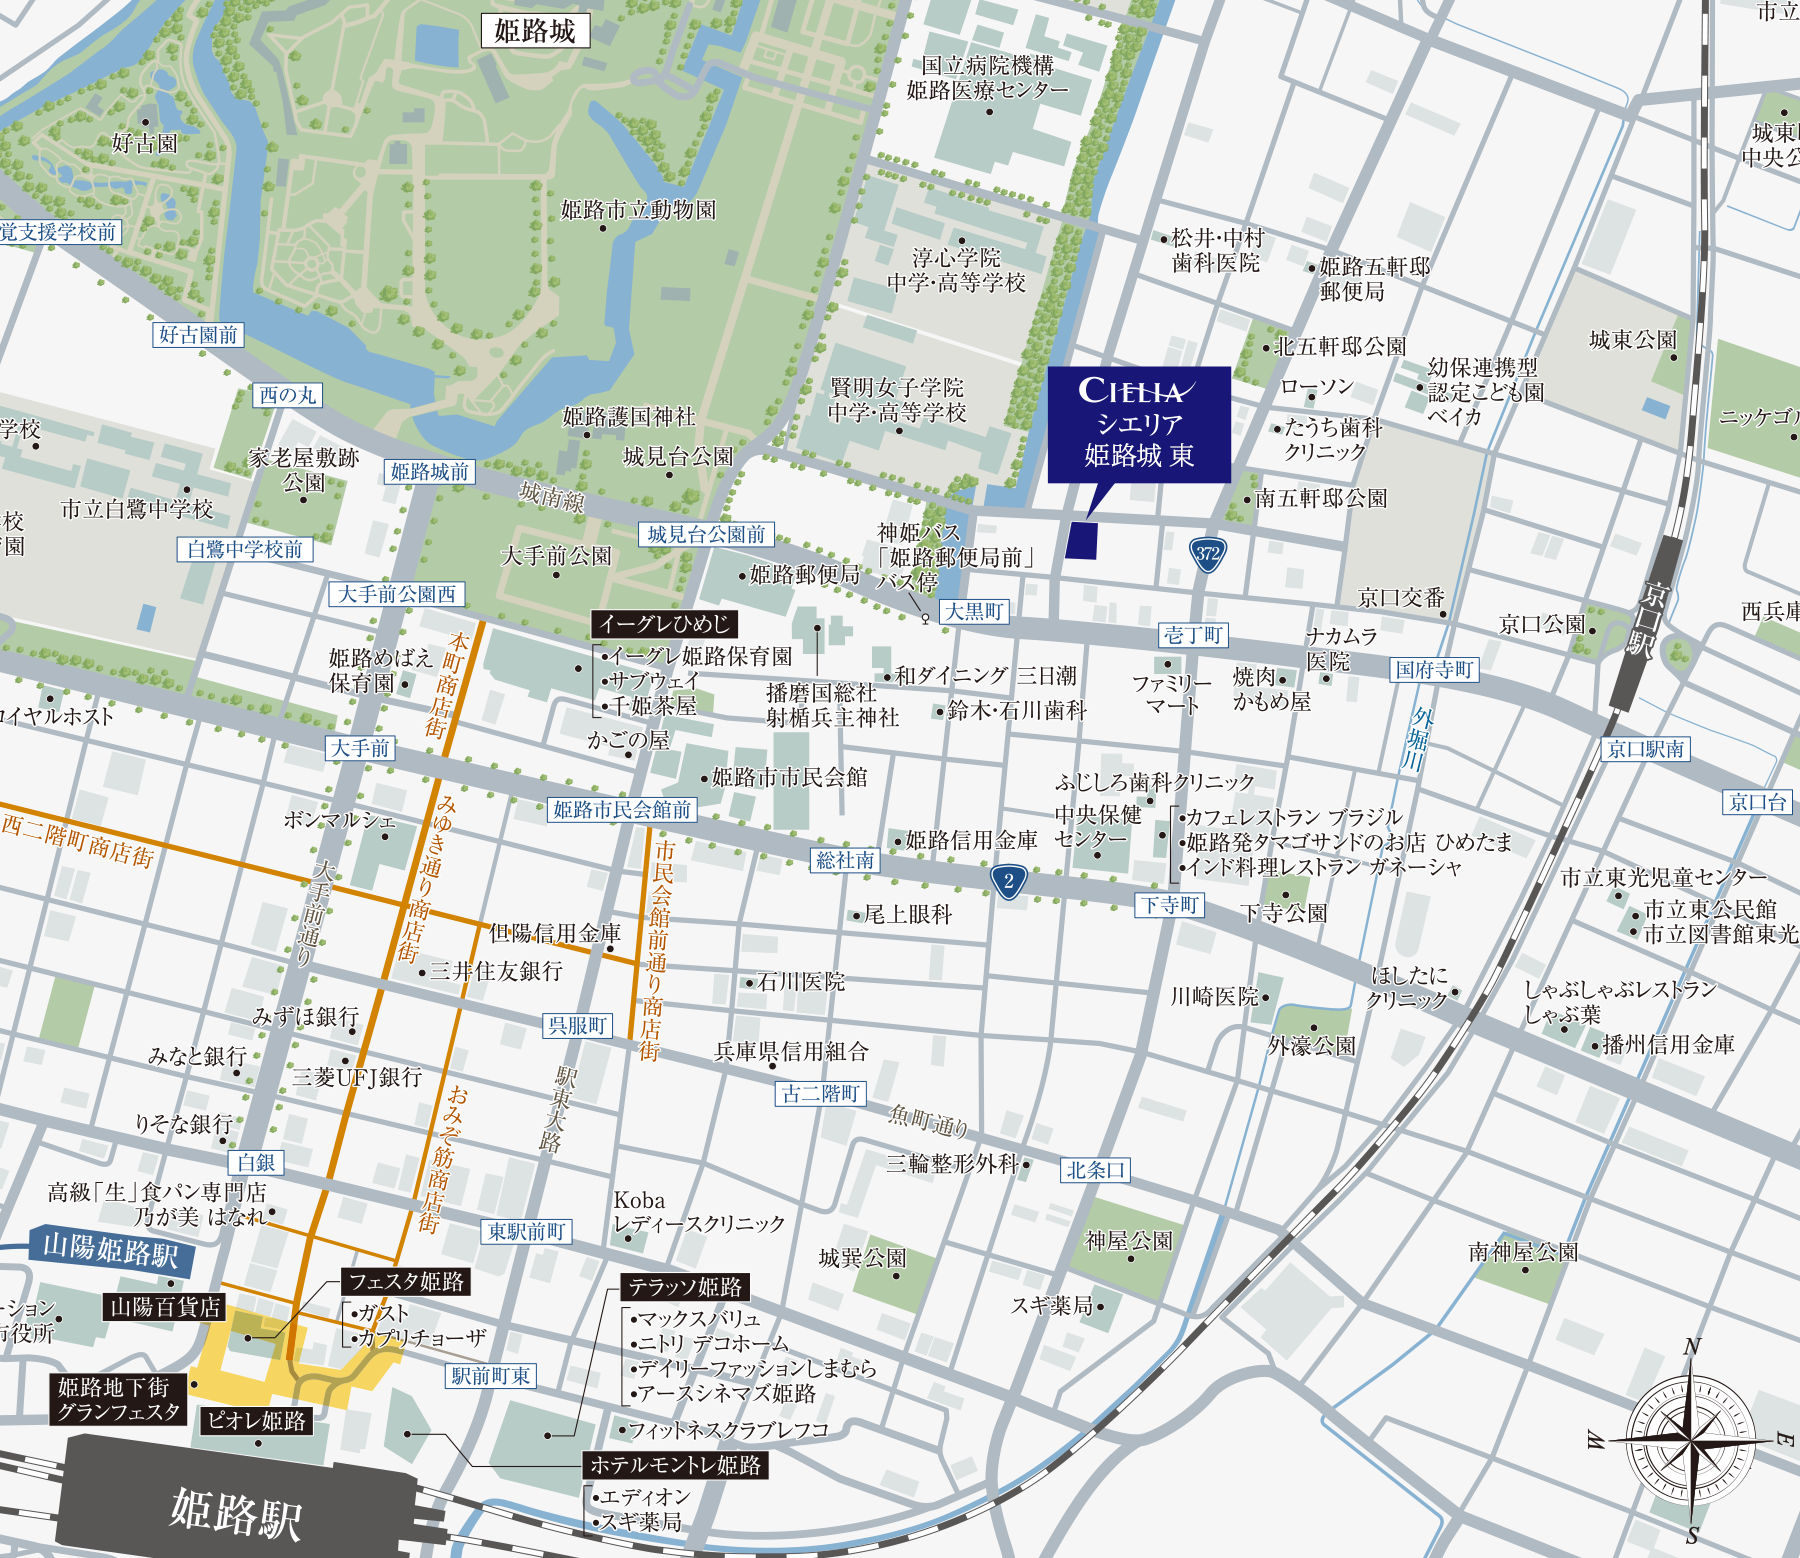 姫路城
市立
国立病院機構
姫路医療センター
好古園
城東
中央公
姫路市立動物園
覚支援学校前
淳心学院
中学・高等学校
松井・中村
歯科医院
姫路五軒邸
郵便局
好古園前
北五軒邸公園
城東公園
幼保連携型
認定こども園
ベイカ
ローソン
西の丸
賢明女子学院
中学・高等学校
CIELIA
シエリア
姫路城 東
たうち歯科
クリニック
ニッケゴル
学校
姫路護国神社
家老屋敷跡
公園
姫路城前
城見台公園
城南線
南五軒邸公園
市立白鷺中学校
校
園
白鷺中学校前
城見台公園前
神姫バス
「姫路郵便局前」
バス停
372
大手前公園
姫路郵便局
大手前公園西
大黒町
京口交番
京口駅
京口公園
西兵庫
イーグレひめじ
•イーグレ姫路保育園
•サブウェイ
•千姫茶屋
壱丁町
ナカムラ
医院
国府寺町
本町商店街
姫路めばえ
保育園
播磨国総社
射楯兵主神社
和ダイニング 三日潮
鈴木・石川歯科
ファミリー
マート
焼肉
かもめ屋
ロイヤルホスト
大手前
かごの屋
外堀川
京口駅南
姫路市市民会館
ふじしろ歯科クリニック
京口台
姫路市民会館前
みゆき通り商店街
西二階町商店街
ボンマルシェ
中央保健
センター
•カフェレストラン ブラジル
•姫路発タマゴサンドのお店 ひめたま
•インド料理レストラン ガネーシャ
姫路信用金庫
総社南
2
大手前通り
市民会館前通り商店街
下寺町
下寺公園
尾上眼科
市立東光児童センター
市立東公民館
市立図書館東光
但陽信用金庫
三井住友銀行
石川医院
川崎医院
ほしたに
クリニック
しゃぶしゃぶレストラン
しゃぶ葉
みずほ銀行
呉服町
外濠公園
播州信用金庫
みなと銀行
三菱UFJ銀行
兵庫県信用組合
古二階町
おみぞ筋商店街
駅東大路
魚町通り
りそな銀行
白銀
三輪整形外科
北条口
高級「生」食パン専門店
乃が美 はなれ
Koba
レディースクリニック
東駅前町
山陽姫路駅
城巽公園
神屋公園
南神屋公園
山陽百貨店
フェスタ姫路
•ガスト
•カプリチョーザ
テラッソ姫路
•マックスバリュ
•ニトリ デコホーム
•デイリーファッションしまむら
•アースシネマズ姫路
スギ薬局
ーション
市役所
駅前町東
姫路地下街
グランフェスタ
ピオレ姫路
フィットネスクラブレフコ
ホテルモントレ姫路
•エディオン
•スギ薬局
姫路駅
N
W
E
S